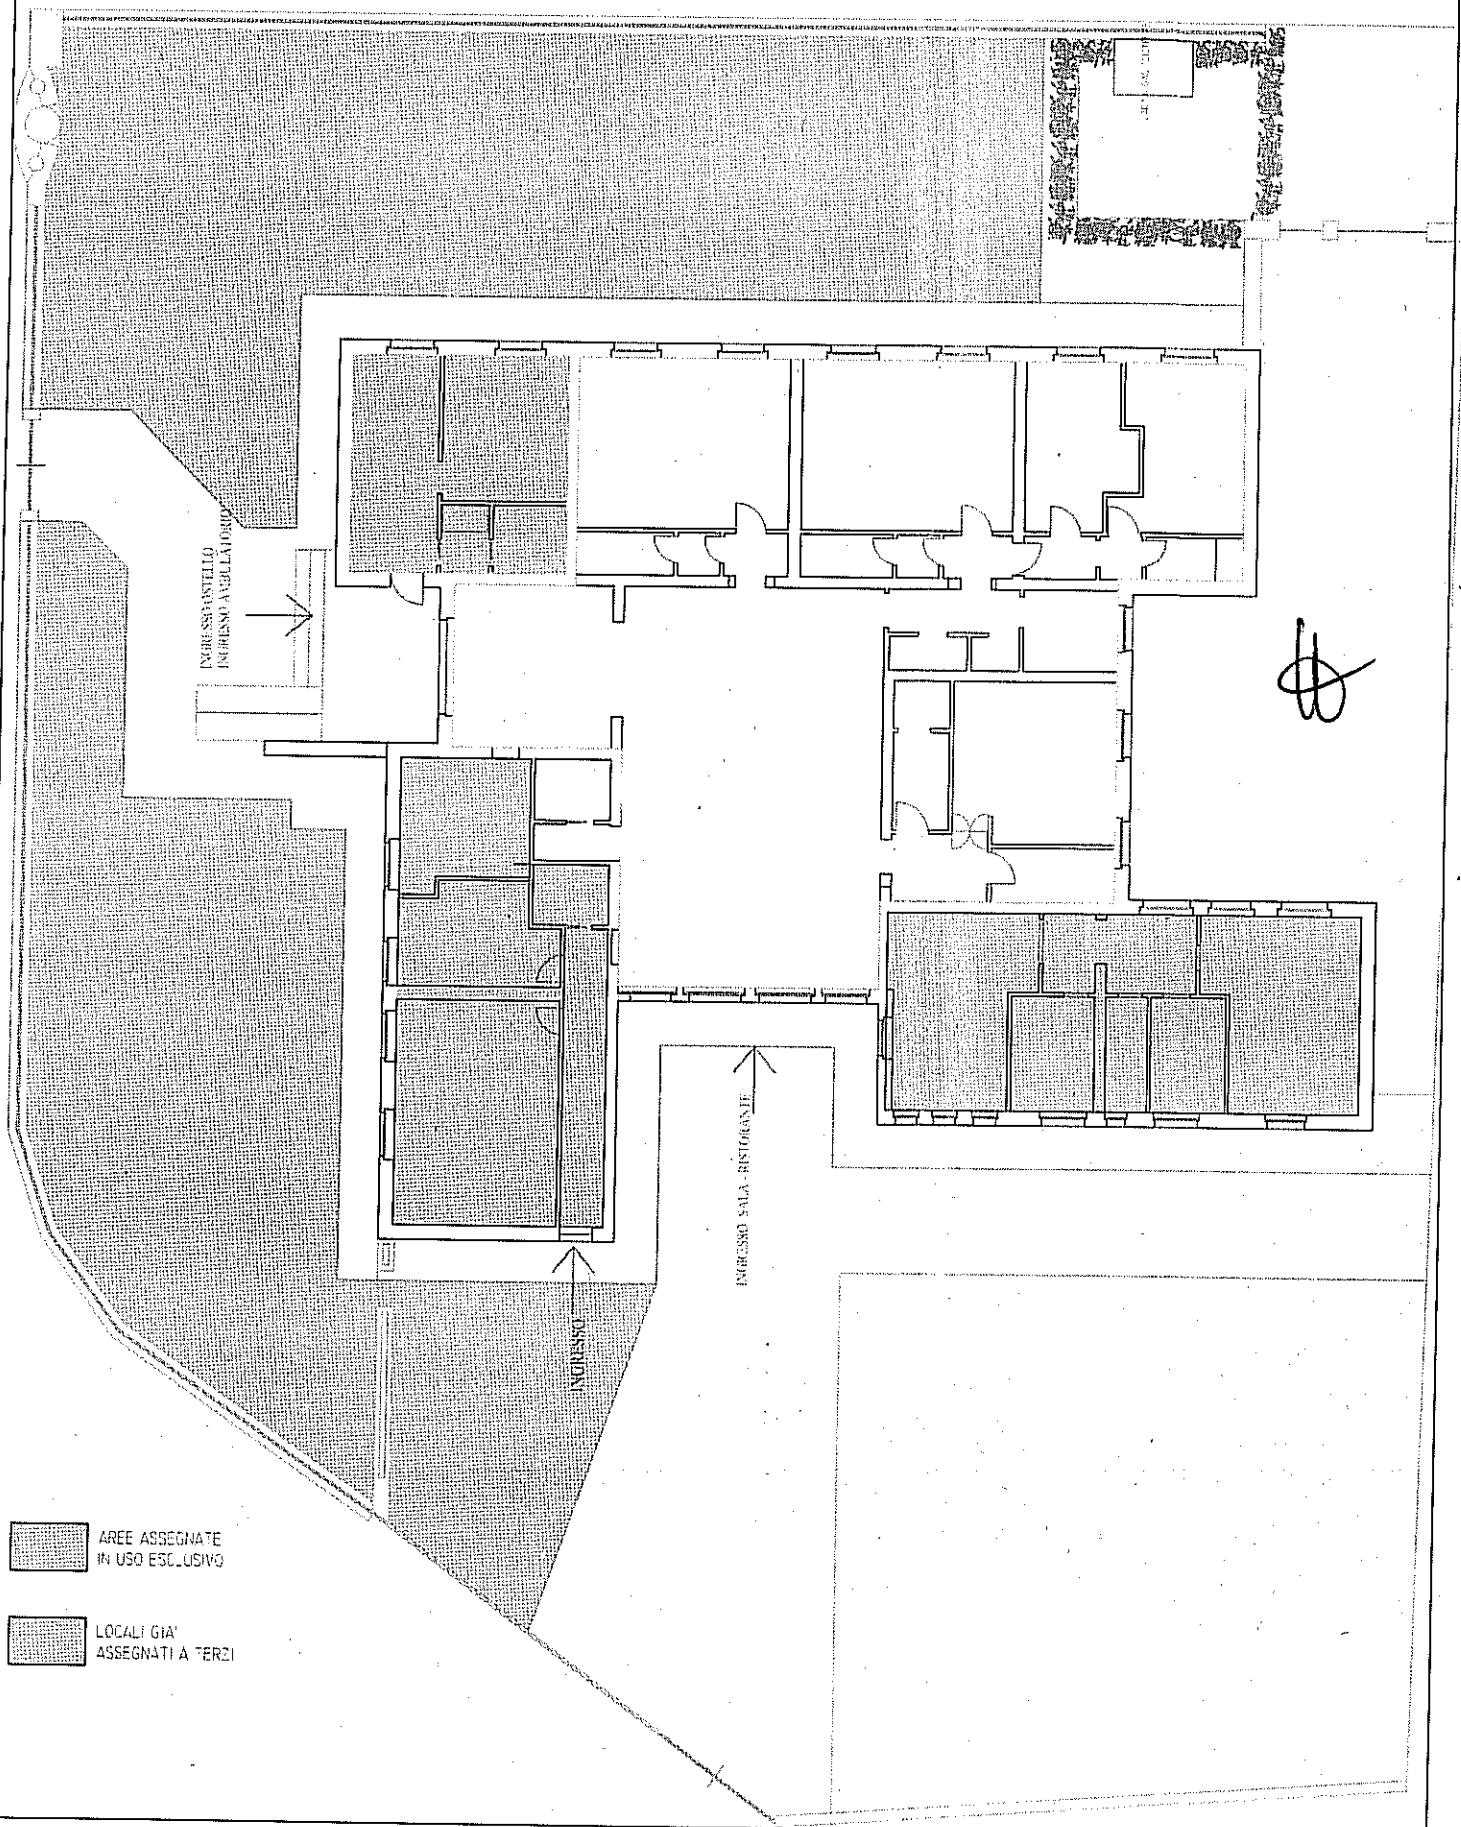 INGRESSO OSTELLO
INGRESSO AMBULATORIO
INGRESSO SALA - RISTORANTE
INGRESSO
AREE ASSEGNATE
IN USO ESCLUSIVO
LOCALI GIA'
ASSEGNATI A TERZI